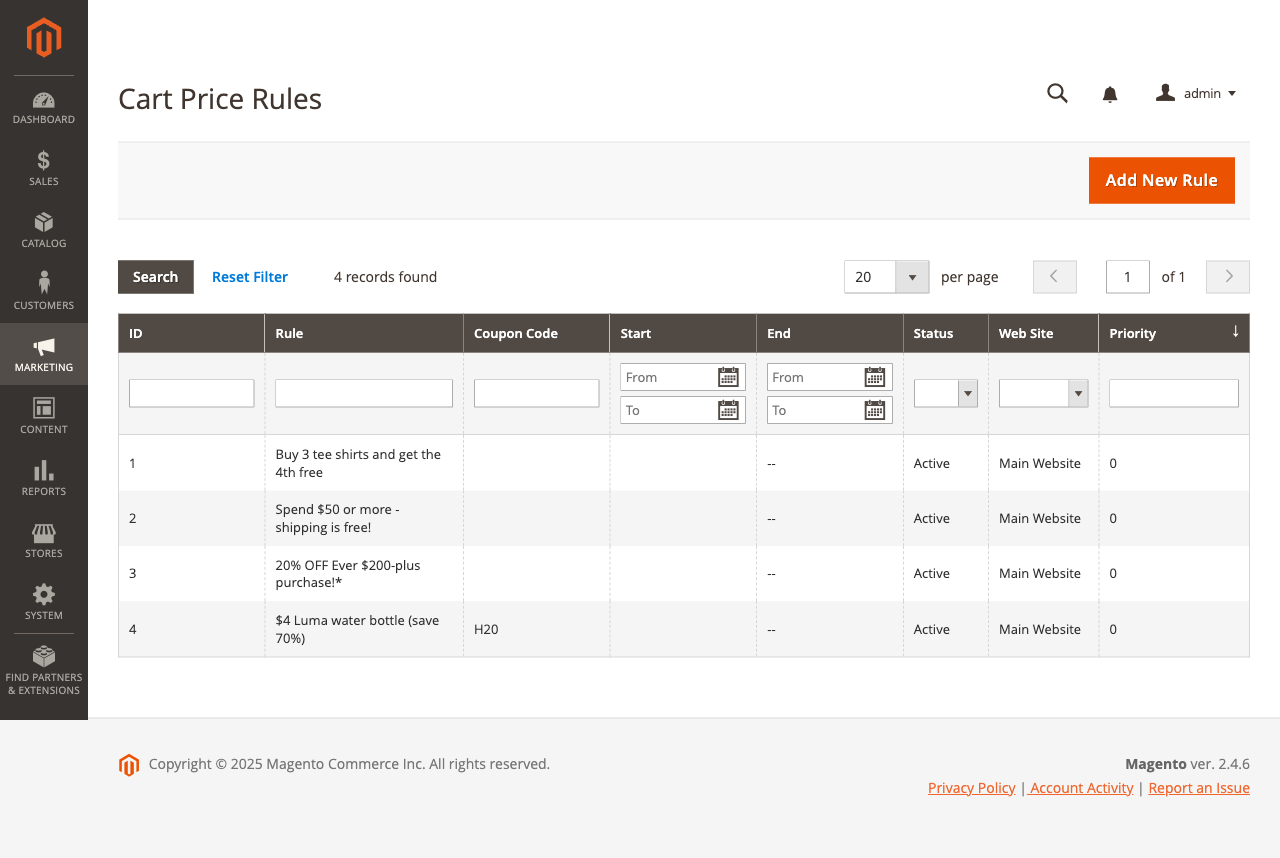 DASHBOARD
SALES
CATALOG
CUSTOMERS
MARKETING
CONTENT
REPORTS
STORES
SYSTEM
FIND PARTNERS
& EXTENSIONS
Cart Price Rules
admin
Add New Rule
Search Reset Filter 4 records found 20 per page 1 of 1
ID Rule Coupon Code Start End Status Web Site Priority ↓
From From
To To
1 Buy 3 tee shirts and get the
4th free -- Active Main Website 0
2 Spend $50 or more -
shipping is free! -- Active Main Website 0
3 20% OFF Ever $200-plus
purchase!* -- Active Main Website 0
4 $4 Luma water bottle (save
70%) H20 -- Active Main Website 0
Copyright © 2025 Magento Commerce Inc. All rights reserved.
Magento ver. 2.4.6
Privacy Policy | Account Activity | Report an Issue